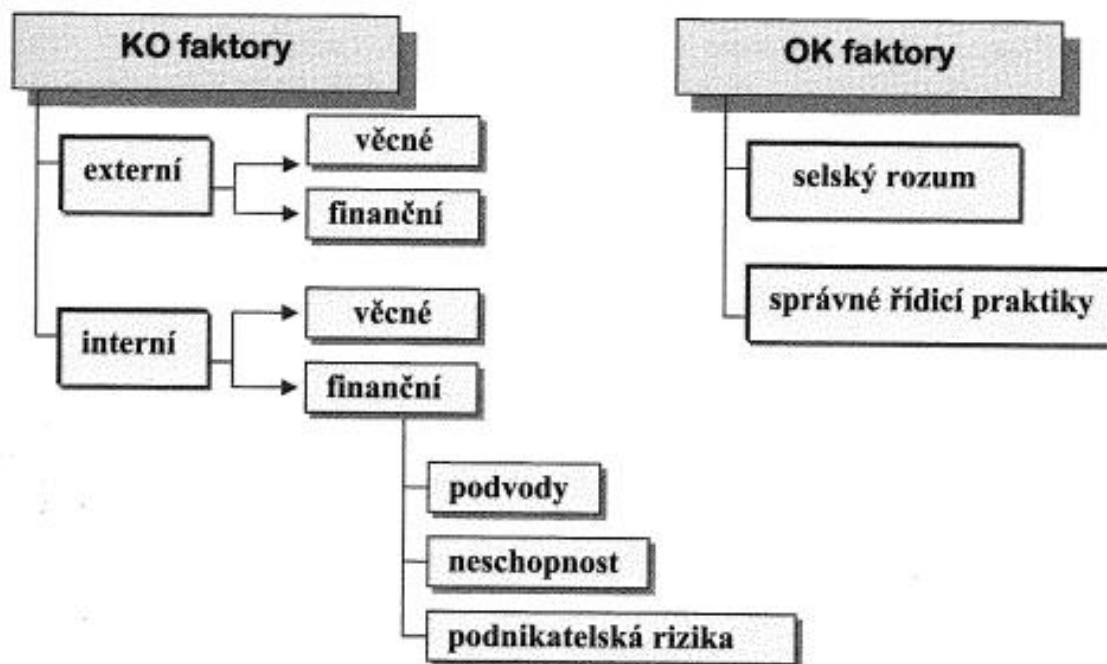 KO faktory
externí
věcné
finanční
interní
věcné
finanční
podvody
neschopnost
podnikatelská rizika
OK faktory
selský rozum
správné řídicí praktiky